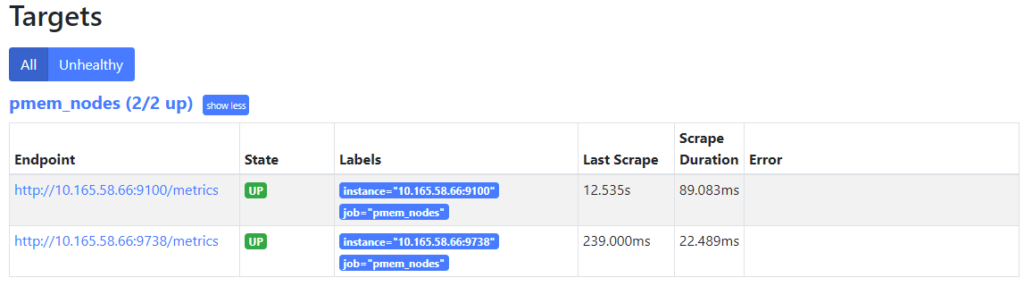 Targets
All Unhealthy
pmem_nodes (2/2 up) show less
Endpoint State Labels Last Scrape Scrape Duration Error
http://10.165.58.66:9100/metrics UP instance="10.165.58.66:9100" 12.535s 89.083ms
job="pmem_nodes"
http://10.165.58.66:9738/metrics UP instance="10.165.58.66:9738" 239.000ms 22.489ms
job="pmem_nodes"